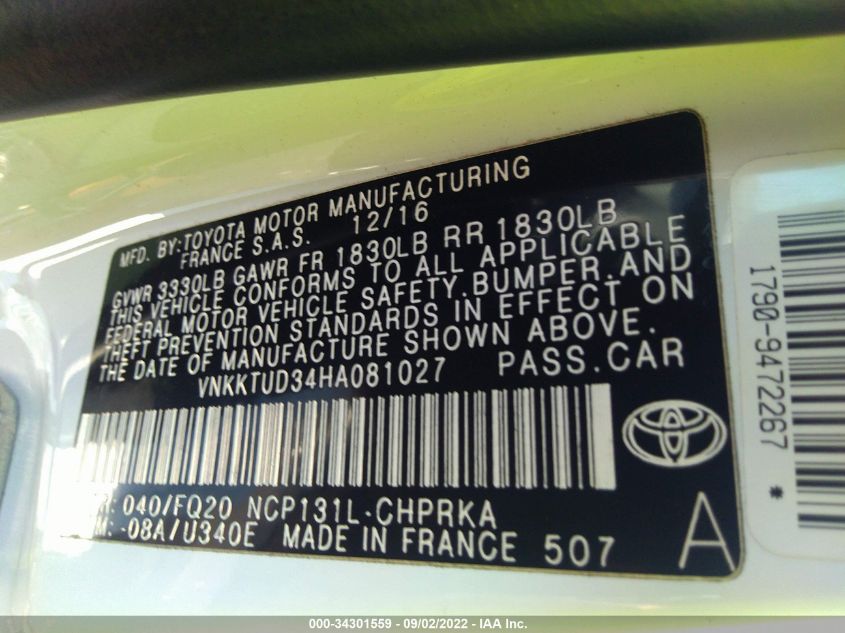 MFD. BY:TOYOTA MOTOR MANUFACTURING
FRANCE S.A.S. 12/16
GVWR 3330LB GAWR FR 1830LB RR 1830LB
THIS VEHICLE CONFORMS TO ALL APPLICABLE
FEDERAL MOTOR VEHICLE SAFETY,BUMPER,AND
THEFT PREVENTION STANDARDS IN EFFECT ON
THE DATE OF MANUFACTURE SHOWN ABOVE.
VNKKTUD34HA081027 PASS.CAR
040/FQ20 NCP131L-CHPRKA
-08A/U340E MADE IN FRANCE 507 A
1790-9472267 *
000-34301559 • 09/02/2022 • IAA Inc.